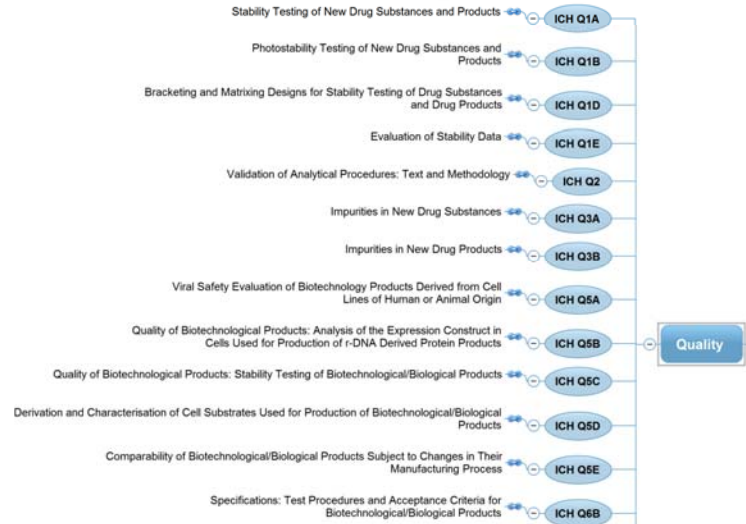 Stability Testing of New Drug Substances and Products
ICH Q1A
Photostability Testing of New Drug Substances and
Products
ICH Q1B
Bracketing and Matrixing Designs for Stability Testing of Drug Substances
and Drug Products
ICH Q1D
Evaluation of Stability Data
ICH Q1E
Validation of Analytical Procedures: Text and Methodology
ICH Q2
Impurities in New Drug Substances
ICH Q3A
Impurities in New Drug Products
ICH Q3B
Viral Safety Evaluation of Biotechnology Products Derived from Cell
Lines of Human or Animal Origin
ICH Q5A
Quality of Biotechnological Products: Analysis of the Expression Construct in
Cells Used for Production of r-DNA Derived Protein Products
ICH Q5B
Quality
Quality of Biotechnological Products: Stability Testing of Biotechnological/Biological Products
ICH Q5C
Derivation and Characterisation of Cell Substrates Used for Production of Biotechnological/Biological
Products
ICH Q5D
Comparability of Biotechnological/Biological Products Subject to Changes in Their
Manufacturing Process
ICH Q5E
Specifications: Test Procedures and Acceptance Criteria for
Biotechnological/Biological Products
ICH Q6B